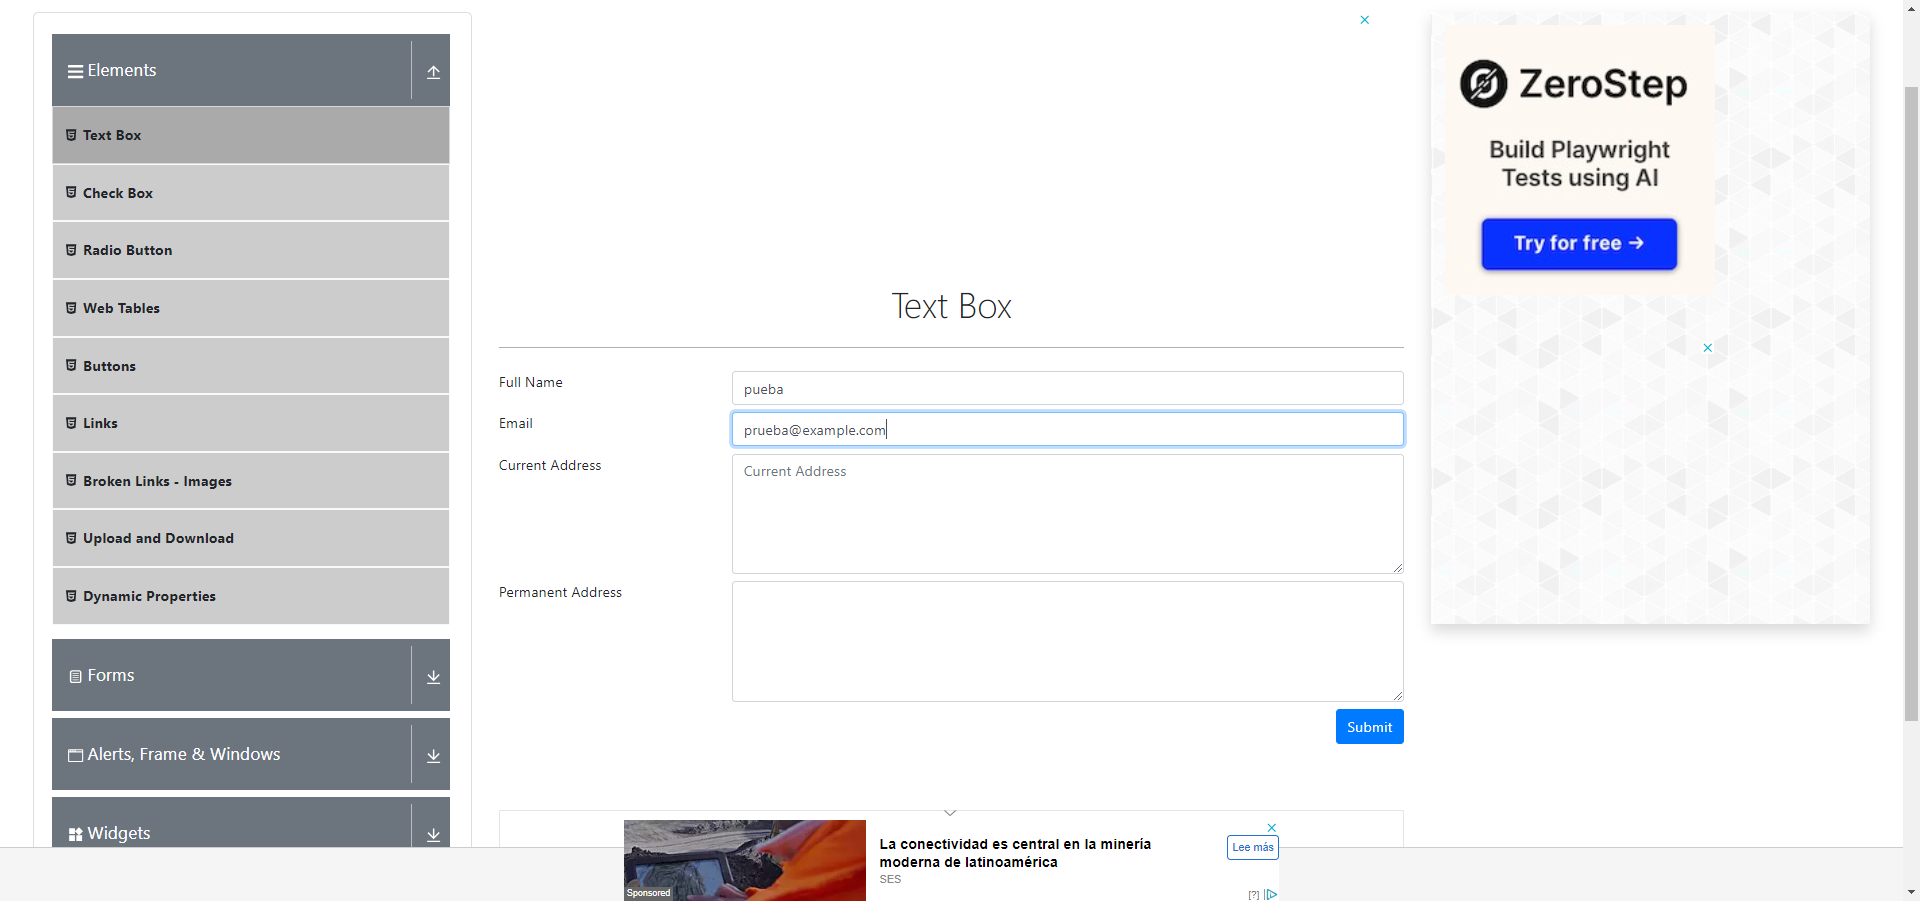 Elements
Text Box
Check Box
Radio Button
Web Tables
Buttons
Links
Broken Links - Images
Upload and Download
Dynamic Properties
Forms
Alerts, Frame & Windows
Widgets
Text Box
Full Name
pueba
Email
prueba@example.com
Current Address
Current Address
Permanent Address
Submit
ZeroStep
Build Playwright
Tests using AI
Try for free →
Sponsored
La conectividad es central en la minería
moderna de latinoamérica
SES
Lee más
[?]